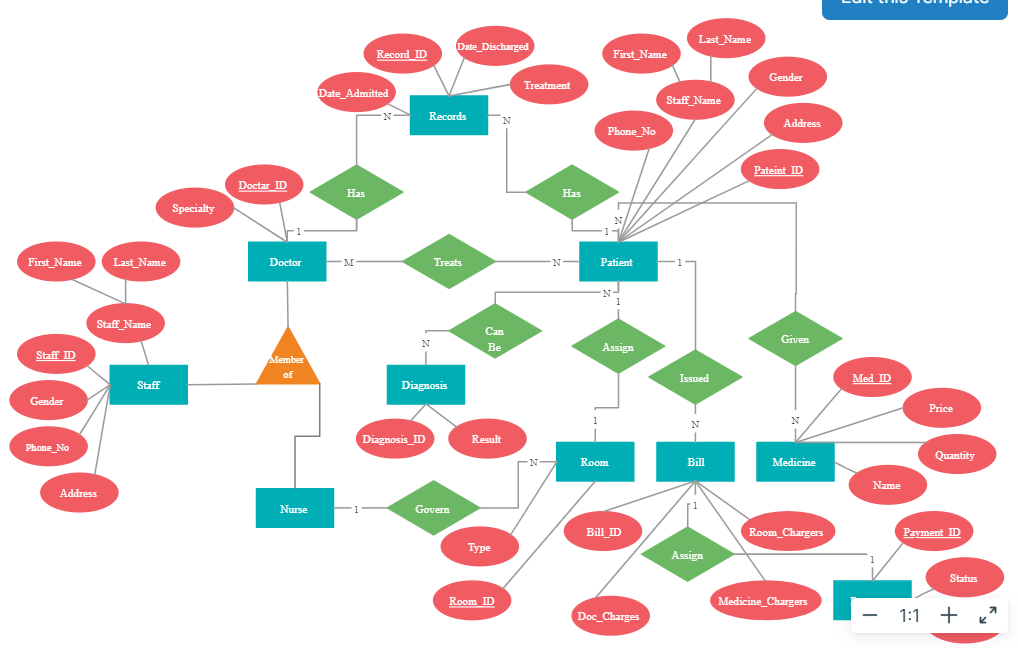 Edit this Template
Last_Name
First_Name
Date_Discharged
Record_ID
Gender
Treatment
Date_Admitted
Staff_Name
Records
N
N
Address
Phone_No
Pateint_ID
Doctar_ID
Has
Has
Specialty
N
1
1
First_Name
Last_Name
Doctor
M
Treats
N
Patient
1
N
1
Staff_Name
Can
Be
Given
N
Assign
Staff_ID
Member
of
Issued
Med_ID
Staff
Diagnosis
Gender
Price
1
N
N
Diagnosis_ID
Result
Phone_No
Quantity
N
Room
Bill
Medicine
Name
Address
1
Nurse
1
Govern
Bill_ID
Room_Chargers
Payment_ID
Type
Assign
1
Status
Room_ID
Medicine_Chargers
Doc_Charges
1:1